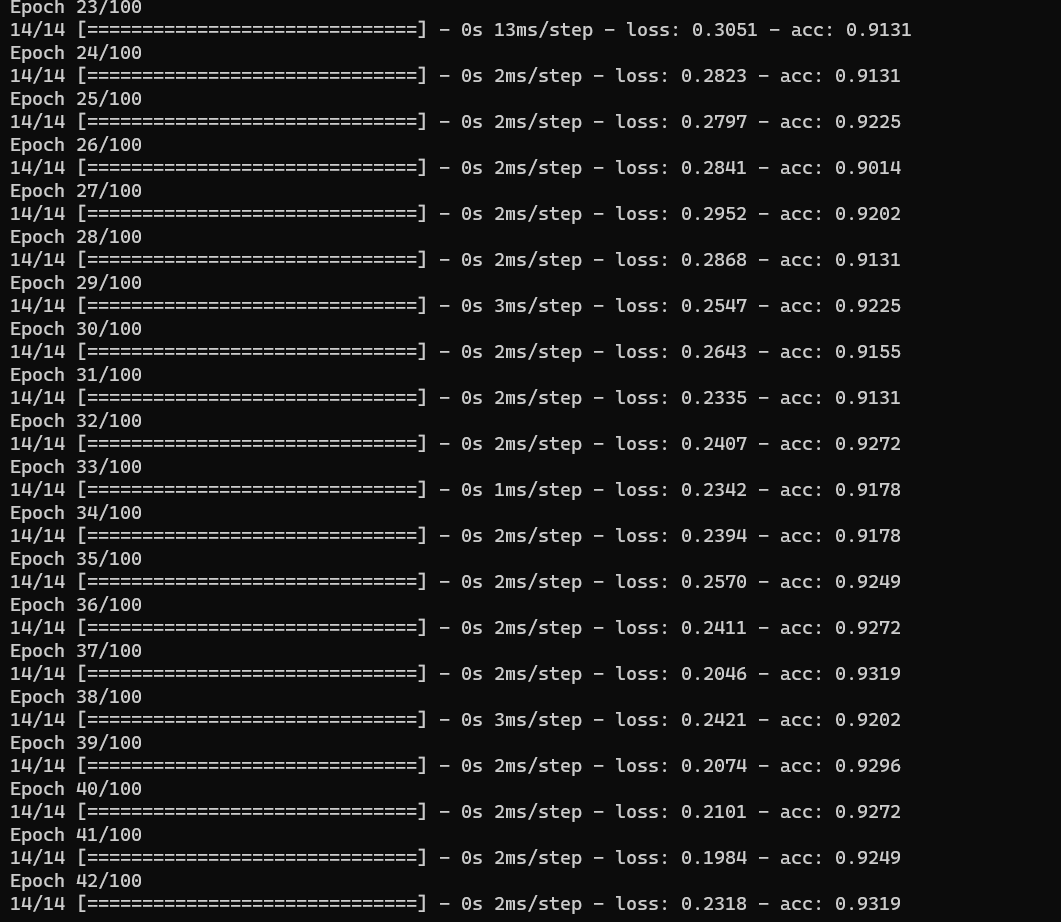 Epoch 23/100
14/14 [==============================] - 0s 13ms/step - loss: 0.3051 - acc: 0.9131
Epoch 24/100
14/14 [==============================] - 0s 2ms/step - loss: 0.2823 - acc: 0.9131
Epoch 25/100
14/14 [==============================] - 0s 2ms/step - loss: 0.2797 - acc: 0.9225
Epoch 26/100
14/14 [==============================] - 0s 2ms/step - loss: 0.2841 - acc: 0.9014
Epoch 27/100
14/14 [==============================] - 0s 2ms/step - loss: 0.2952 - acc: 0.9202
Epoch 28/100
14/14 [==============================] - 0s 2ms/step - loss: 0.2868 - acc: 0.9131
Epoch 29/100
14/14 [==============================] - 0s 3ms/step - loss: 0.2547 - acc: 0.9225
Epoch 30/100
14/14 [==============================] - 0s 2ms/step - loss: 0.2643 - acc: 0.9155
Epoch 31/100
14/14 [==============================] - 0s 2ms/step - loss: 0.2335 - acc: 0.9131
Epoch 32/100
14/14 [==============================] - 0s 2ms/step - loss: 0.2407 - acc: 0.9272
Epoch 33/100
14/14 [==============================] - 0s 1ms/step - loss: 0.2342 - acc: 0.9178
Epoch 34/100
14/14 [==============================] - 0s 2ms/step - loss: 0.2394 - acc: 0.9178
Epoch 35/100
14/14 [==============================] - 0s 2ms/step - loss: 0.2570 - acc: 0.9249
Epoch 36/100
14/14 [==============================] - 0s 2ms/step - loss: 0.2411 - acc: 0.9272
Epoch 37/100
14/14 [==============================] - 0s 2ms/step - loss: 0.2046 - acc: 0.9319
Epoch 38/100
14/14 [==============================] - 0s 3ms/step - loss: 0.2421 - acc: 0.9202
Epoch 39/100
14/14 [==============================] - 0s 2ms/step - loss: 0.2074 - acc: 0.9296
Epoch 40/100
14/14 [==============================] - 0s 2ms/step - loss: 0.2101 - acc: 0.9272
Epoch 41/100
14/14 [==============================] - 0s 2ms/step - loss: 0.1984 - acc: 0.9249
Epoch 42/100
14/14 [==============================] - 0s 2ms/step - loss: 0.2318 - acc: 0.9319